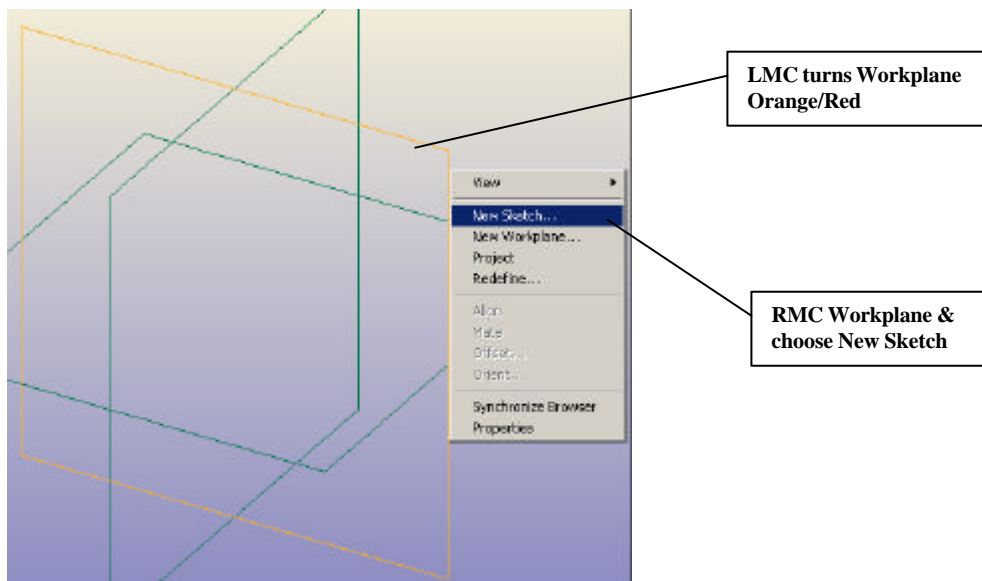 LMC turns Workplane
Orange/Red
View
New Sketch...
New Workplane...
Project
Redefine...
Align
Mate
Offset...
Orient...
Synchronize Browser
Properties
RMC Workplane &
choose New Sketch